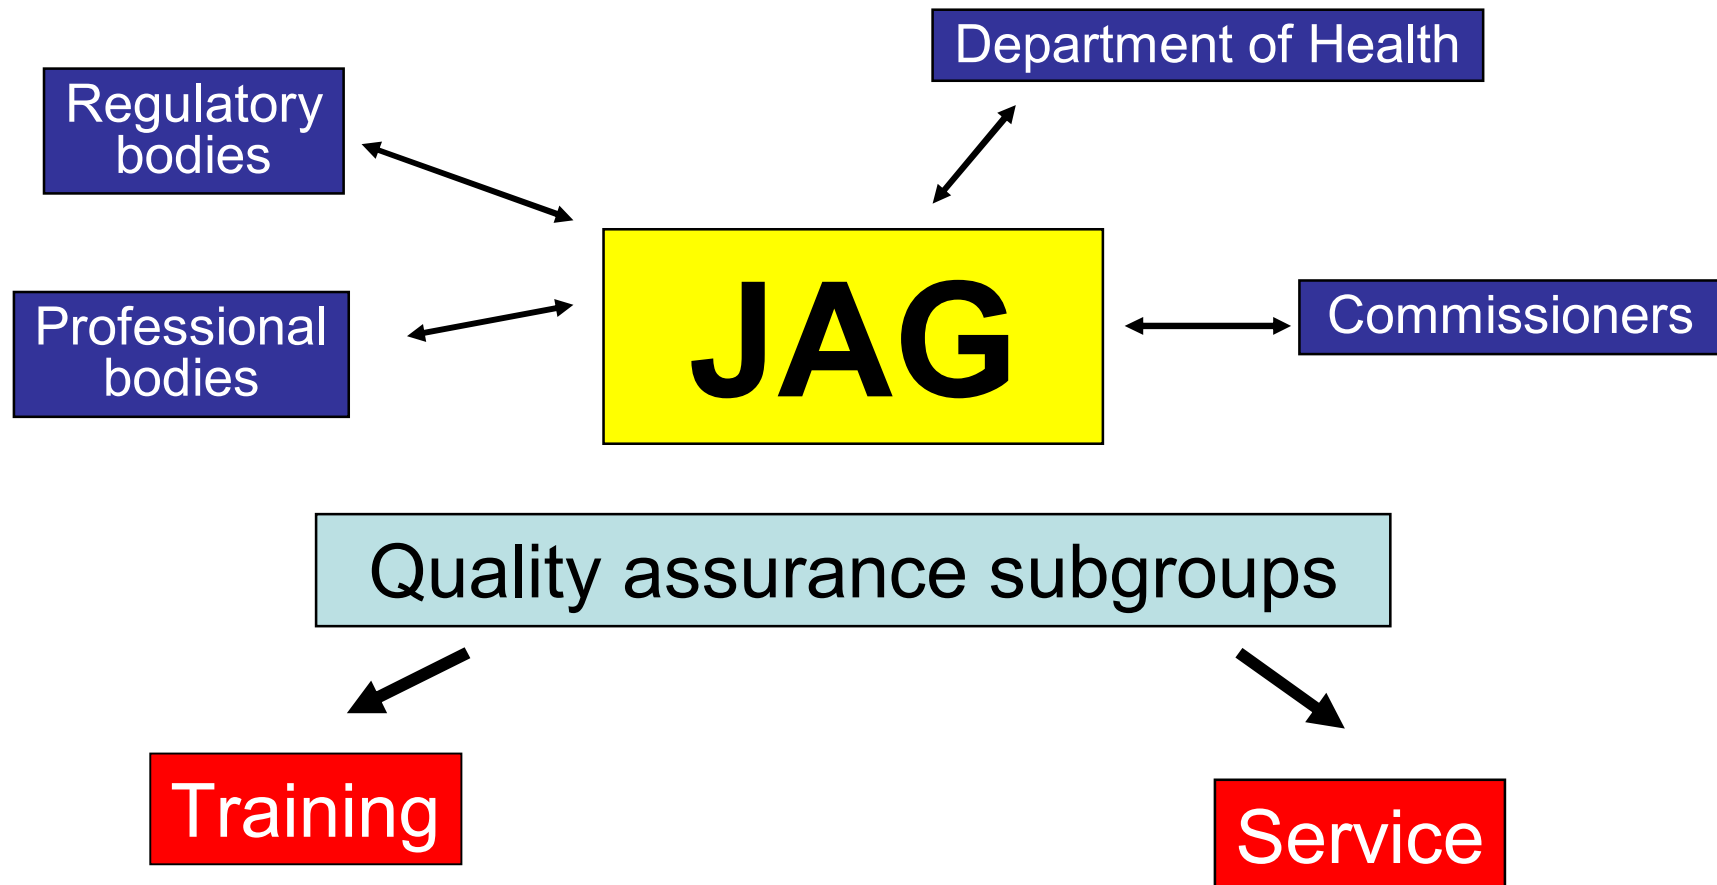 Department of Health
Regulatory
bodies
JAG
Professional
bodies
Commissioners
Quality assurance subgroups
Training
Service